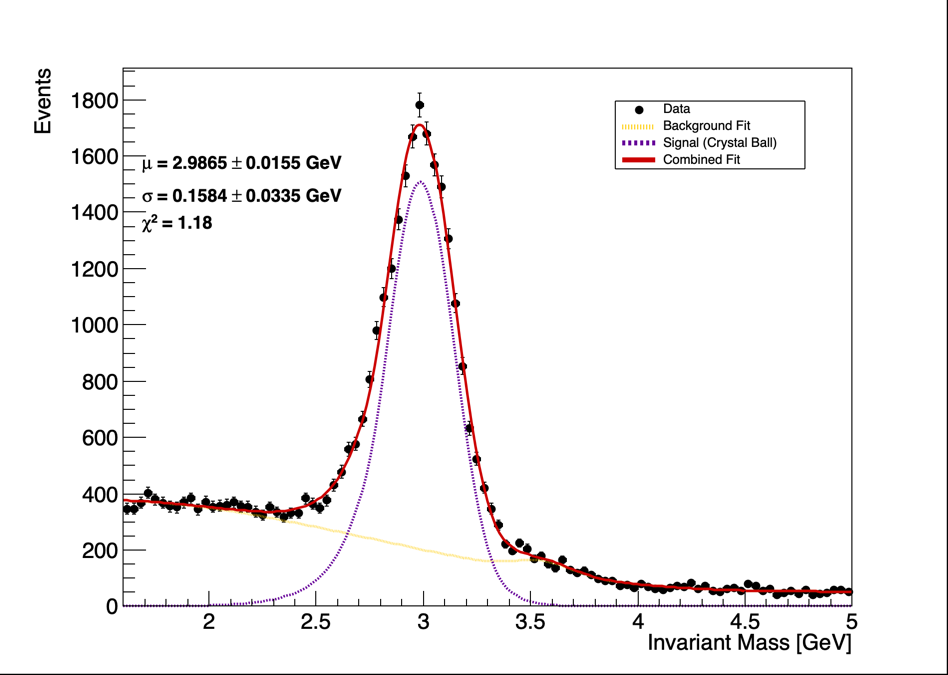 Events
1800
1600
1400
1200
1000
800
600
400
200
0
μ = 2.9865 ± 0.0155 GeV
σ = 0.1584 ± 0.0335 GeV
χ² = 1.18
Data
Background Fit
Signal (Crystal Ball)
Combined Fit
2 2.5 3 3.5 4 4.5 5
Invariant Mass [GeV]